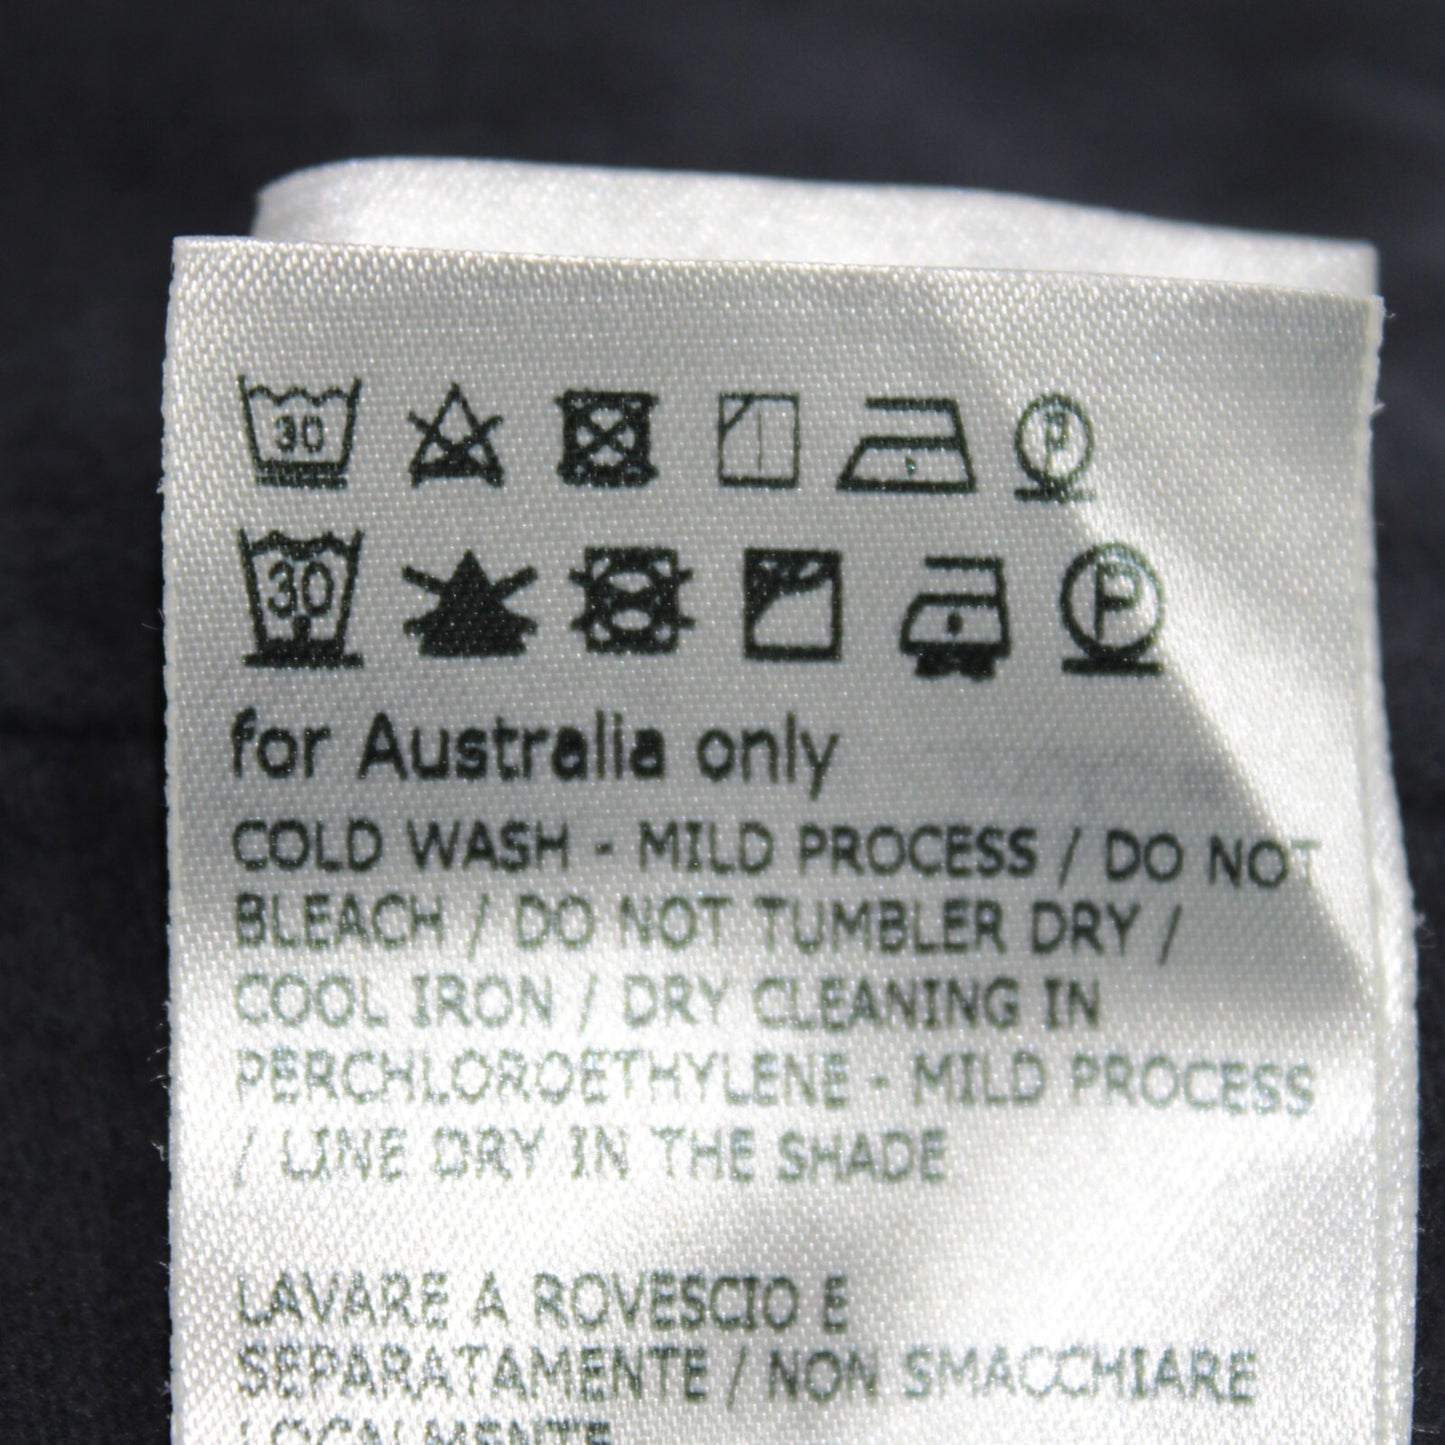 30 P
30 P
for Australia only
COLD WASH - MILD PROCESS / DO NOT
BLEACH / DO NOT TUMBLER DRY /
COOL IRON / DRY CLEANING IN
PERCHLOROETHYLENE - MILD PROCESS
/ LINE DRY IN THE SHADE
LAVARE A ROVESCIO E
SEPARATAMENTE / NON SMACCHIARE
LOCALMENTE